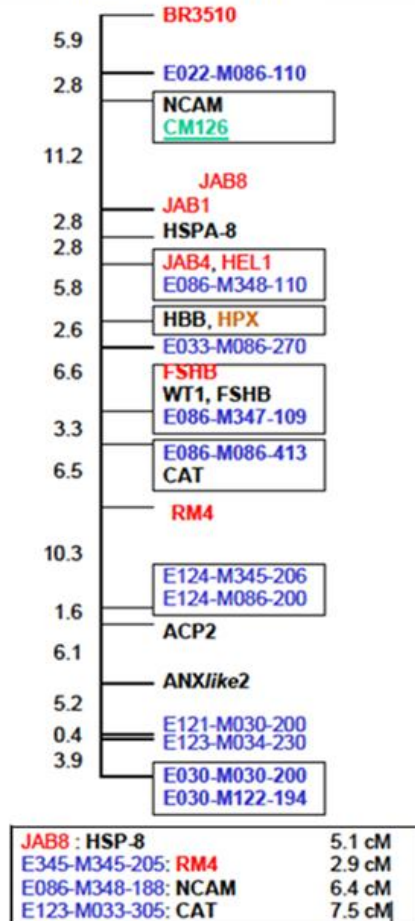 BR3510
5.9
E022-M086-110
2.8
NCAM
CM126
11.2
JAB8
JAB1
2.8
HSPA-8
2.8
JAB4, HEL1
E086-M348-110
5.8
HBB, HPX
2.6
E033-M086-270
6.6
FSHB
WT1, FSHB
E086-M347-109
3.3
E086-M086-413
CAT
6.5
RM4
10.3
E124-M345-206
E124-M086-200
1.6
ACP2
6.1
ANXlike2
5.2
E121-M030-200
0.4
E123-M034-230
3.9
E030-M030-200
E030-M122-194
JAB8 : HSP-8 5.1 cM
E345-M345-205: RM4 2.9 cM
E086-M348-188: NCAM 6.4 cM
E123-M033-305: CAT 7.5 cM